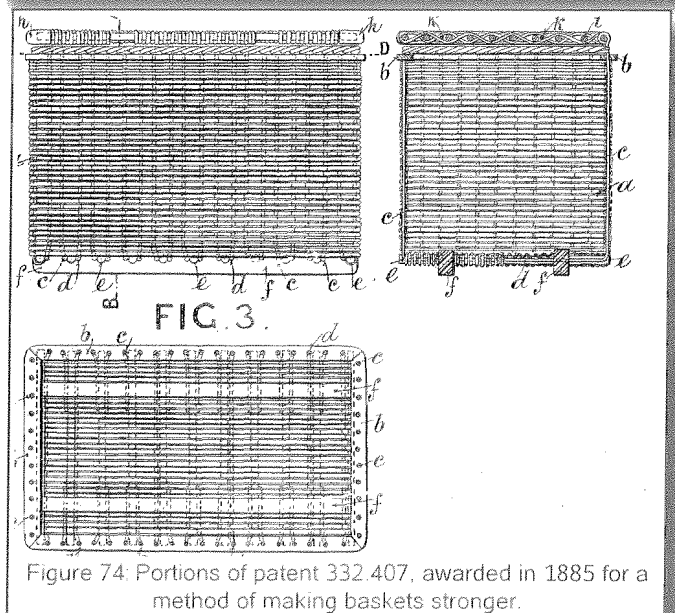 h k k i h
D
b b
c
a
c
f c d e e d f c c e
e f d f e
B
FIG. 3.
b c d
c
f
b
c
f
Figure 74: Portions of patent 332.407, awarded in 1885 for a
method of making baskets stronger.